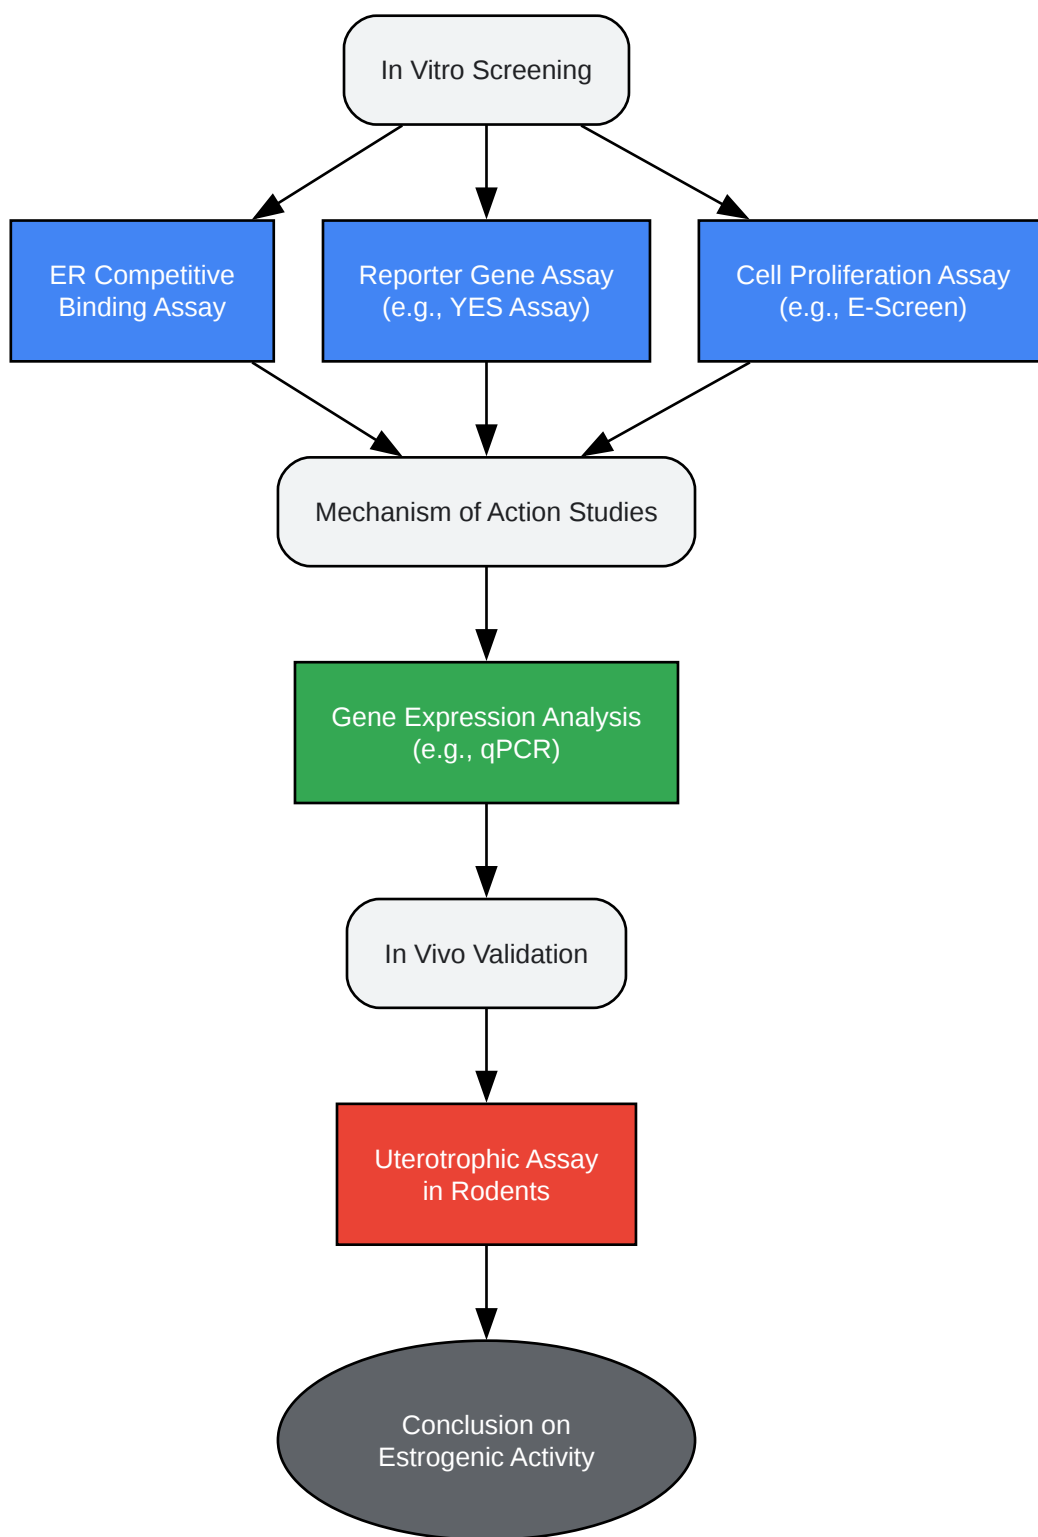 In Vitro Screening
ER Competitive
Binding Assay
Reporter Gene Assay
(e.g., YES Assay)
Cell Proliferation Assay
(e.g., E-Screen)
Mechanism of Action Studies
Gene Expression Analysis
(e.g., qPCR)
In Vivo Validation
Uterotrophic Assay
in Rodents
Conclusion on
Estrogenic Activity